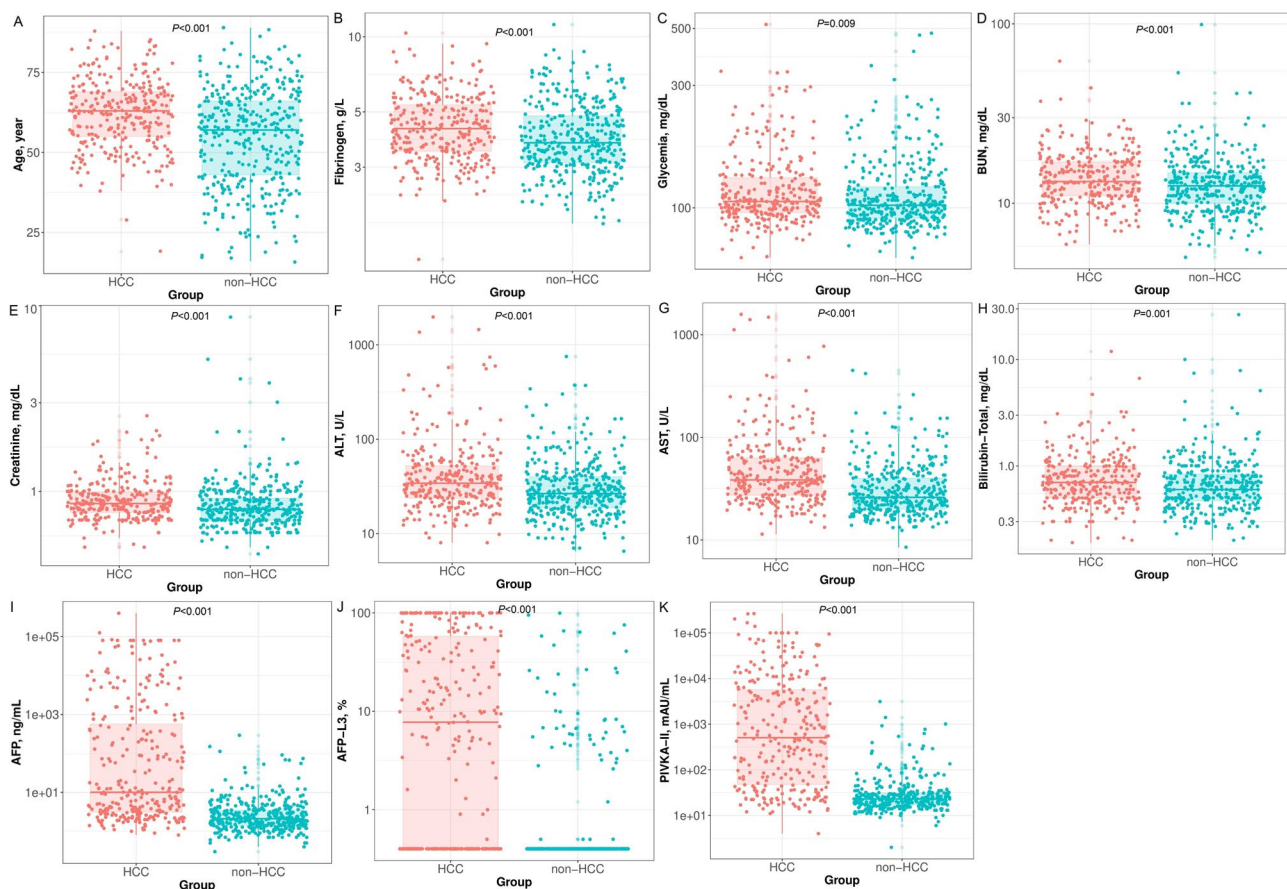 A
P<0.001
Age, year
75
50
25
HCC
non−HCC
Group
B
P<0.001
Fibrinogen, g/L
10
5
3
HCC
non−HCC
Group
C
P=0.009
Glycemia, mg/dL
500
300
100
HCC
non−HCC
Group
D
P<0.001
BUN, mg/dL
100
30
10
HCC
non−HCC
Group
E
P<0.001
Creatinine, mg/dL
10
3
1
HCC
non−HCC
Group
F
P<0.001
ALT, U/L
1000
100
10
HCC
non−HCC
Group
G
P<0.001
AST, U/L
1000
100
10
HCC
non−HCC
Group
H
P=0.001
Bilirubin−Total, mg/dL
30.0
10.0
3.0
1.0
0.3
HCC
non−HCC
Group
I
P<0.001
AFP, ng/mL
1e+05
1e+03
1e+01
HCC
non−HCC
Group
J
P<0.001
AFP−L3, %
100
10
1
HCC
non−HCC
Group
K
P<0.001
PIVKA−II, mAU/mL
1e+05
1e+04
1e+03
1e+02
1e+01
HCC
non−HCC
Group